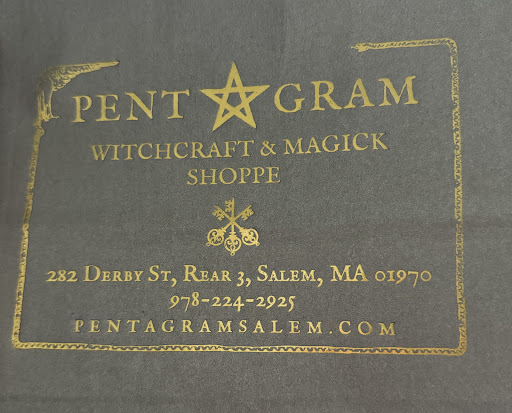 PENT GRAM
WITCHCRAFT & MAGICK
SHOPPE
282 DERBY ST, REAR 3, SALEM, MA 01970
978-224-2925
PENTAGRAMSALEM.COM